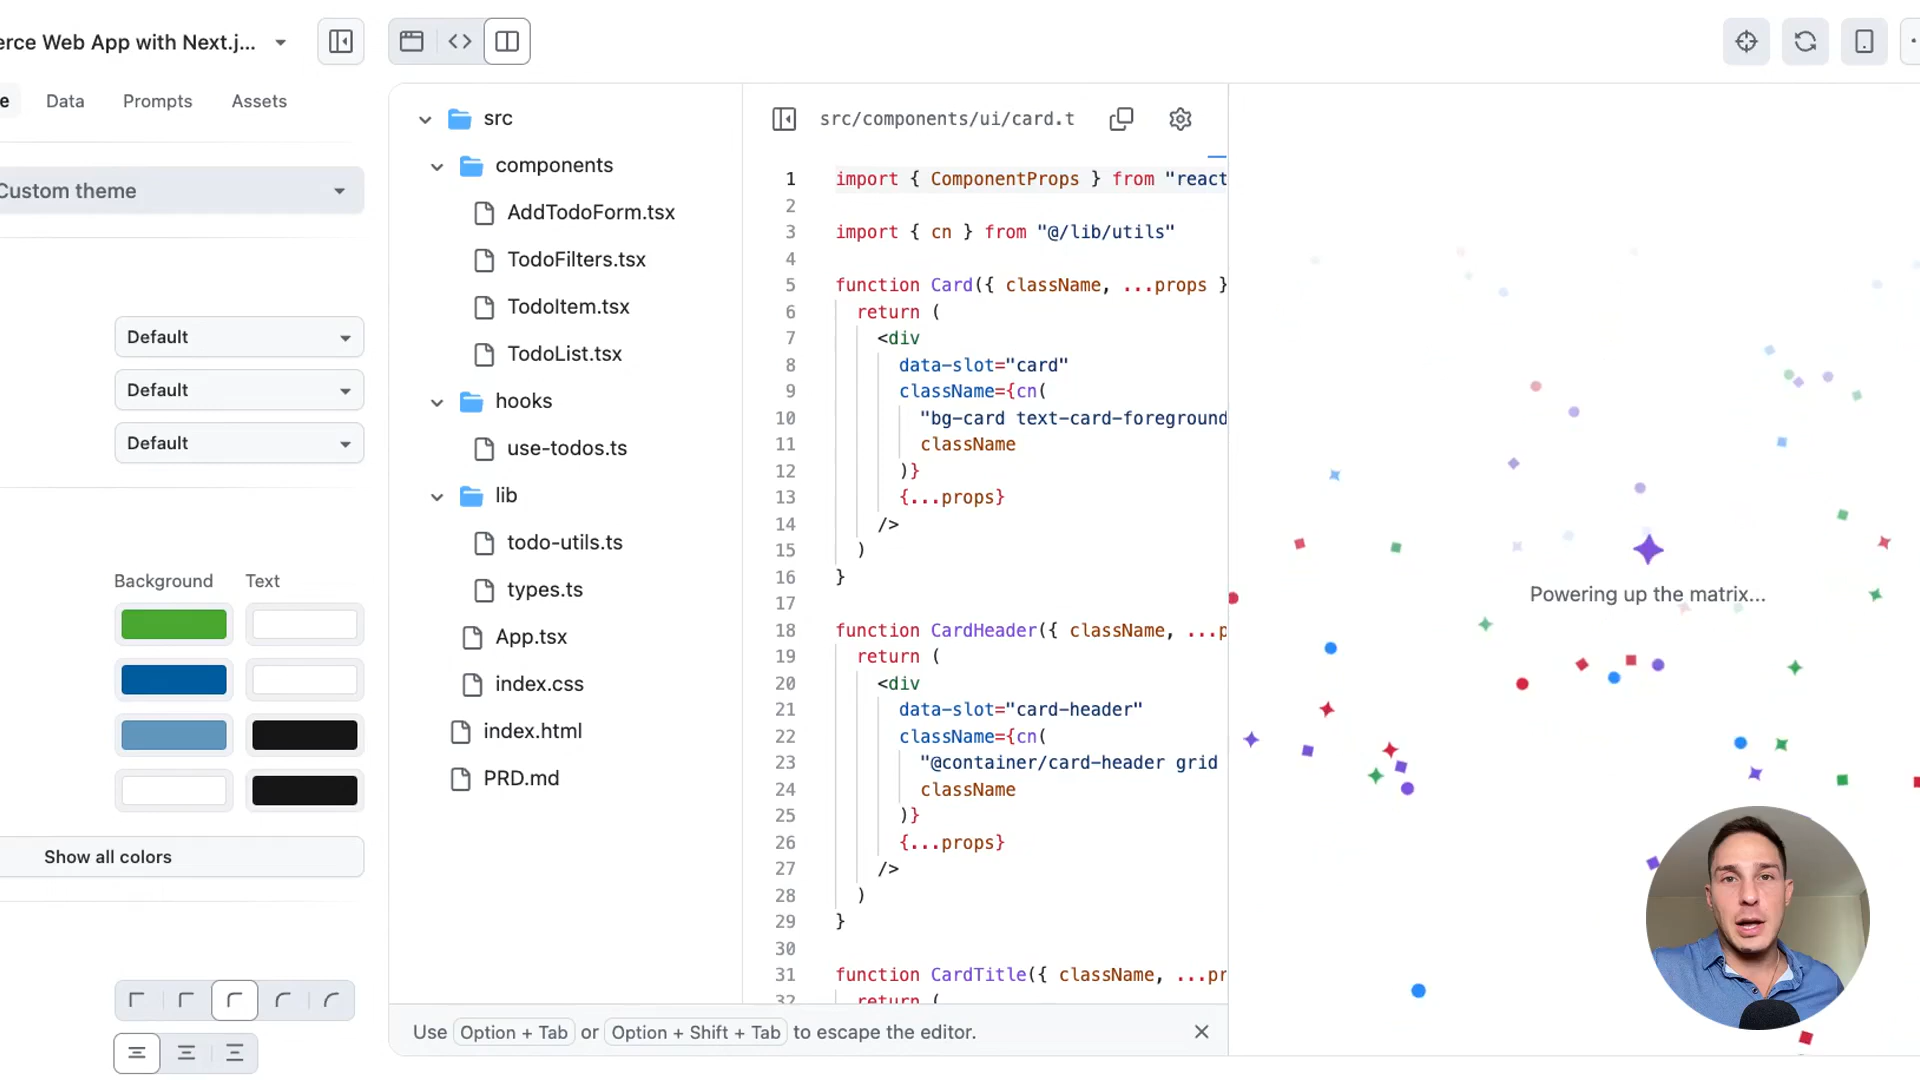 erce Web App with Next.j...
e
Data
Prompts
Assets
Custom theme
Default
Default
Default
Background
Text
Show all colors
src
components
AddTodoForm.tsx
TodoFilters.tsx
TodoItem.tsx
TodoList.tsx
hooks
use-todos.ts
lib
todo-utils.ts
types.ts
App.tsx
index.css
index.html
PRD.md
src/components/ui/card.t
1 import { ComponentProps } from "react
2
3 import { cn } from "@/lib/utils"
4
5 function Card({ className, ...props }
6 return (
7 <div
8 data-slot="card"
9 className={cn(
10 "bg-card text-card-foreground
11 className
12 )}
13 {...props}
14 />
15 )
16 }
17
18 function CardHeader({ className, ...p
19 return (
20 <div
21 data-slot="card-header"
22 className={cn(
23 "@container/card-header grid
24 className
25 )}
26 {...props}
27 />
28 )
29 }
30
31 function CardTitle({ className, ...pr
32 return (
Use Option + Tab or Option + Shift + Tab to escape the editor.
Powering up the matrix...